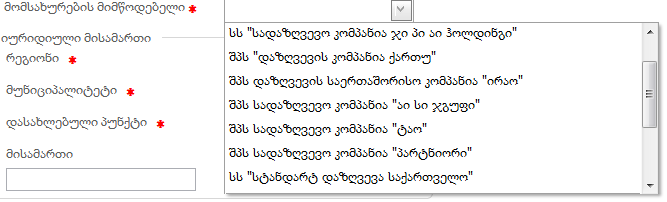 მომსახურების მიმწოდებელი *
იურიდიული მისამართი
რეგიონი *
მუნიციპალიტეტი *
დასახლებული პუნქტი *
მისამართი
სს "სადაზღვევო კომპანია ჯი პი აი ჰოლდინგი"
შპს "დაზღვევის კომპანია ქართუ"
შპს დაზღვევის საერთაშორისო კომპანია "ირაო"
შპს სადაზღვევო კომპანია "აი სი ჯგუფი"
შპს სადაზღვევო კომპანია "ტაო"
შპს სადაზღვევო კომპანია "პარტნიორი"
სს "სტანდარტ დაზღვევა საქართველო"